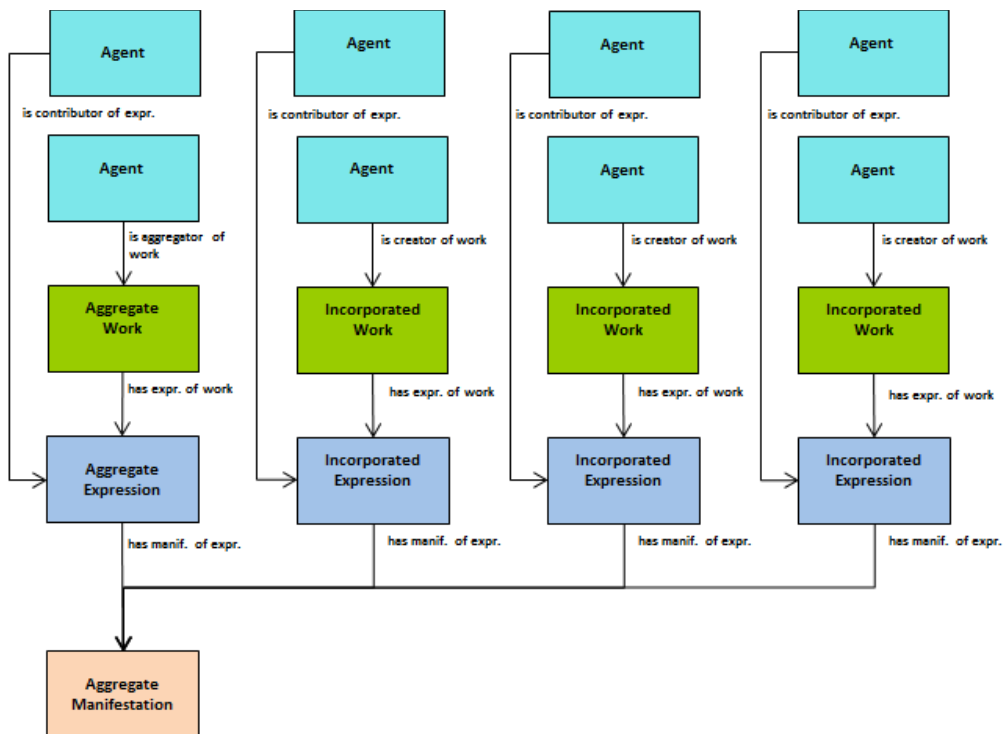 Agent
Agent
Agent
Agent
is contributor of expr.
is contributor of expr.
is contributor of expr.
is contributor of expr.
Agent
Agent
Agent
Agent
is aggregator of
work
is creator of work
is creator of work
is creator of work
Aggregate
Work
Incorporated
Work
Incorporated
Work
Incorporated
Work
has expr. of work
has expr. of work
has expr. of work
has expr. of work
Aggregate
Expression
Incorporated
Expression
Incorporated
Expression
Incorporated
Expression
has manif. of expr.
has manif. of expr.
has manif. of expr.
has manif. of expr.
Aggregate
Manifestation